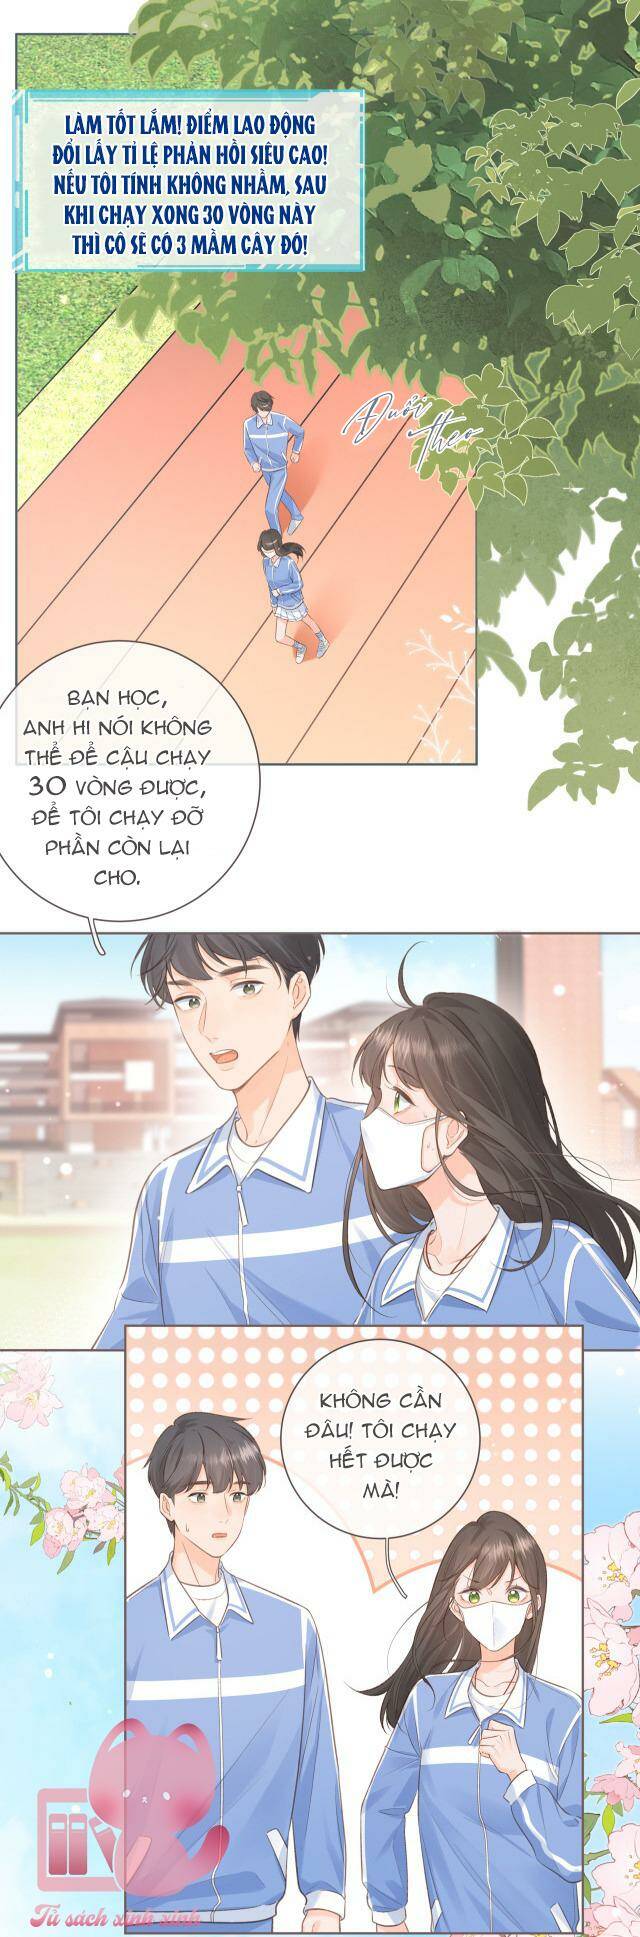 LÀM TỐT LẮM! ĐIỂM LAO ĐỘNG
ĐỔI LẤY TỈ LỆ PHẢN HỒI SIÊU CAO!
NẾU TÔI TÍNH KHÔNG NHẦM, SAU
KHI CHẠY XONG 30 VÒNG NÀY
THÌ CÔ SẼ CÓ 3 MẦM CÂY ĐÓ!
Đuổi
Theo
BẠN HỌC,
ANH HI NÓI KHÔNG
THỂ ĐỂ CẬU CHẠY
30 VÒNG ĐƯỢC,
ĐỂ TÔI CHẠY ĐỠ
PHẦN CÒN LẠI
CHO.
KHÔNG CẦN
ĐÂU! TÔI CHẠY
HẾT ĐƯỢC
MÀ!
Tủ sách xinh xinh